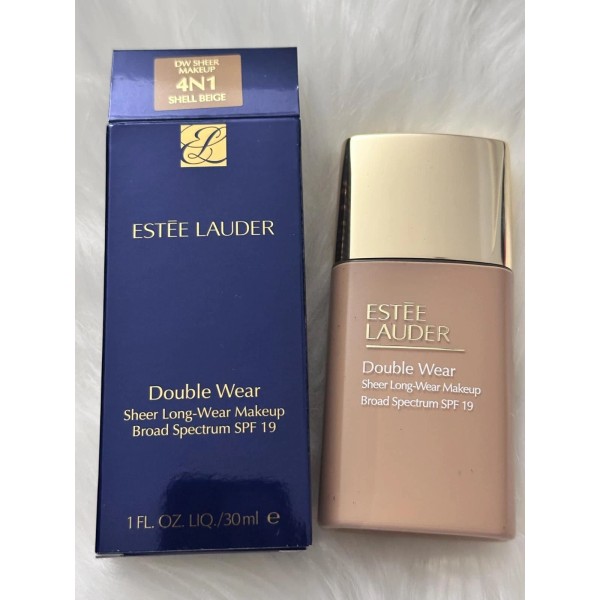 DW SHEER
MAKEUP
4N1
SHELL BEIGE
ESTĒE LAUDER
Double Wear
Sheer Long-Wear Makeup
Broad Spectrum SPF 19
1 FL. OZ. LIQ./30ml e
ESTĒE
LAUDER
Double Wear
Sheer Long-Wear Makeup
Broad Spectrum SPF 19